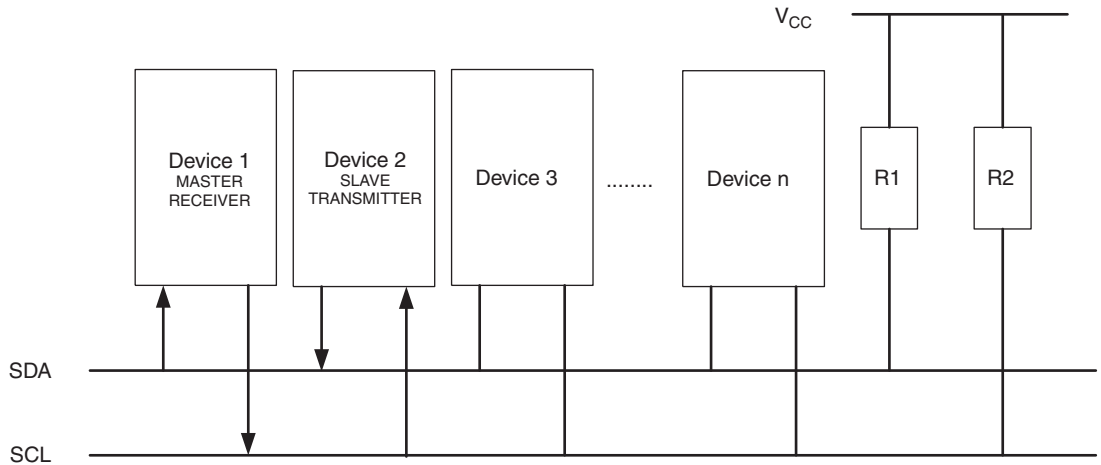 V_CC
Device 1
MASTER
RECEIVER
Device 2
SLAVE
TRANSMITTER
Device 3
........
Device n
R1
R2
SDA
SCL